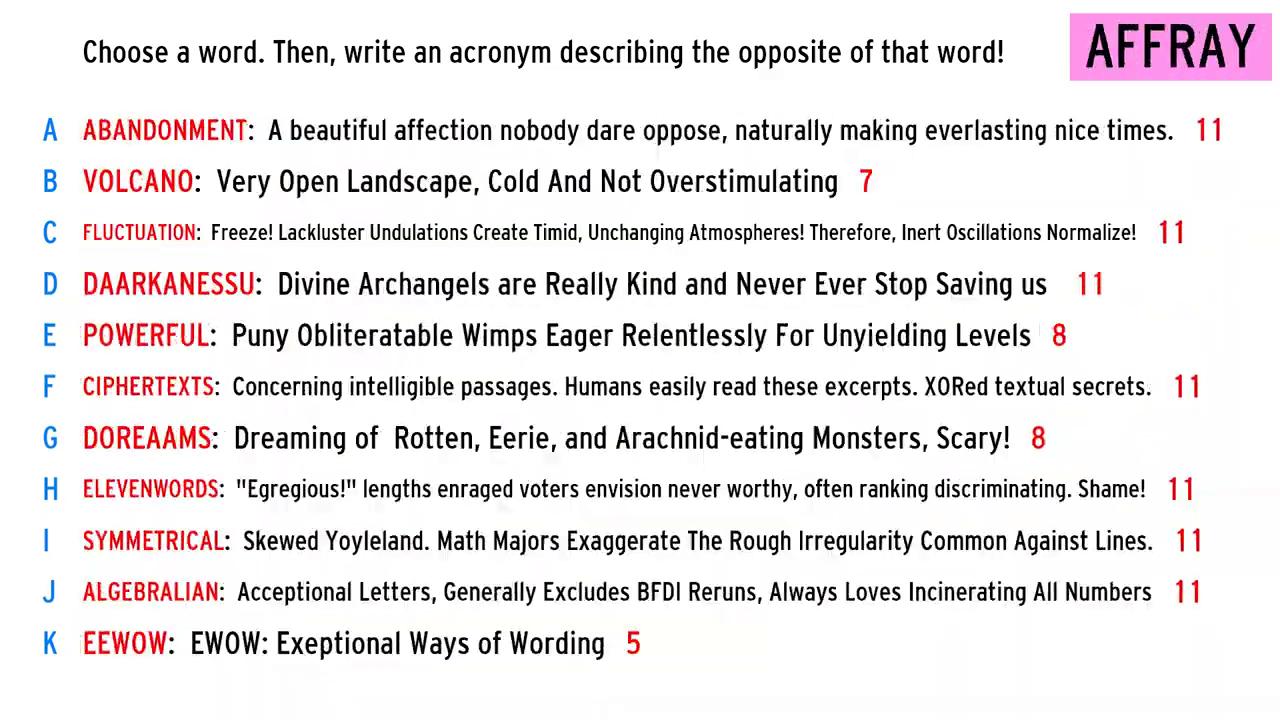 Choose a word. Then, write an acronym describing the opposite of that word!
AFFRAY
A ABANDONMENT: A beautiful affection nobody dare oppose, naturally making everlasting nice times. 11
B VOLCANO: Very Open Landscape, Cold And Not Overstimulating 7
C FLUCTUATION: Freeze! Lackluster Undulations Create Timid, Unchanging Atmospheres! Therefore, Inert Oscillations Normalize! 11
D DAARKANESSU: Divine Archangels are Really Kind and Never Ever Stop Saving us 11
E POWERFUL: Puny Obliteratable Wimps Eager Relentlessly For Unyielding Levels 8
F CIPHERTEXTS: Concerning intelligible passages. Humans easily read these excerpts. XORed textual secrets. 11
G DOREAAMS: Dreaming of Rotten, Eerie, and Arachnid-eating Monsters, Scary! 8
H ELEVENWORDS: "Egregious!" lengths enraged voters envision never worthy, often ranking discriminating. Shame! 11
I SYMMETRICAL: Skewed Yoyleland. Math Majors Exaggerate The Rough Irregularity Common Against Lines. 11
J ALGEBRALIAN: Acceptional Letters, Generally Excludes BFDI Reruns, Always Loves Incinerating All Numbers 11
K EEWOW: EWOW: Exeptional Ways of Wording 5